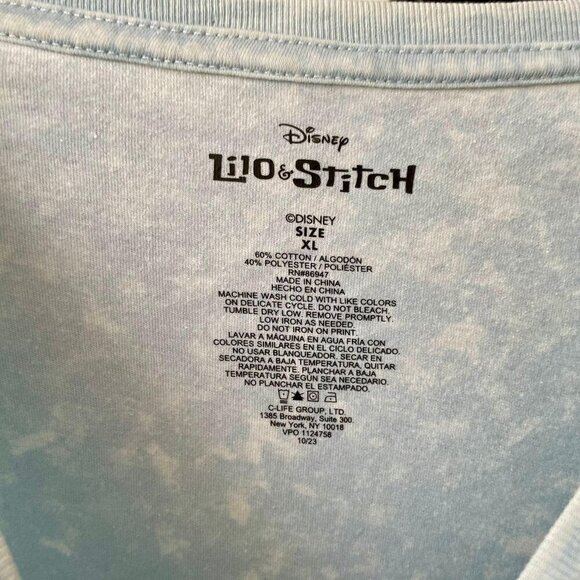 Disney
Lilo & Stitch
©DISNEY
SIZE
XL
60% COTTON / ALGODÓN
40% POLYESTER / POLIÉSTER
RN#86947
MADE IN CHINA
HECHO EN CHINA
MACHINE WASH COLD WITH LIKE COLORS
ON DELICATE CYCLE. DO NOT BLEACH.
TUMBLE DRY LOW. REMOVE PROMPTLY.
LOW IRON AS NEEDED.
DO NOT IRON ON PRINT.
LAVAR A MÁQUINA EN AGUA FRÍA CON
COLORES SIMILARES EN EL CICLO DELICADO.
NO USAR BLANQUEADOR. SECAR EN
SECADORA A BAJA TEMPERATURA, QUITAR
RAPIDAMENTE. PLANCHAR A BAJA
TEMPERATURA SEGÚN SEA NECESARIO.
NO PLANCHAR EL ESTAMPADO.
C-LIFE GROUP, LTD.
1385 Broadway, Suite 300.
New York, NY 10018
VPO 1124758
10/23